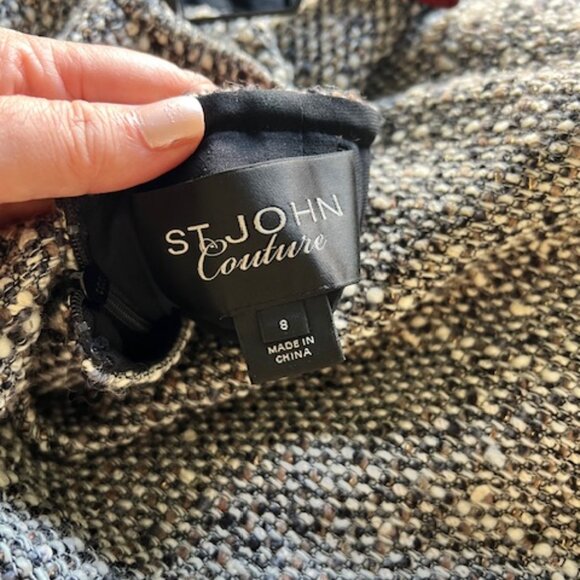 ST. JOHN
Couture
8
MADE IN
CHINA